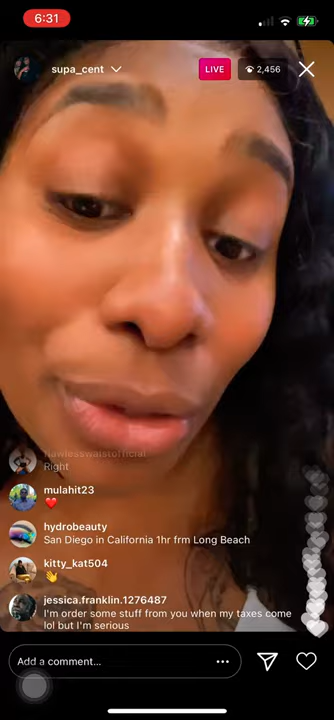 6:31
supa_cent
LIVE
2,456
flawlesswaistofficial
Right
mulahit23
❤️
hydrobeauty
San Diego in California 1hr frm Long Beach
kitty_kat504
👋
jessica.franklin.1276487
I'm order some stuff from you when my taxes come
lol but I'm serious
Add a comment...